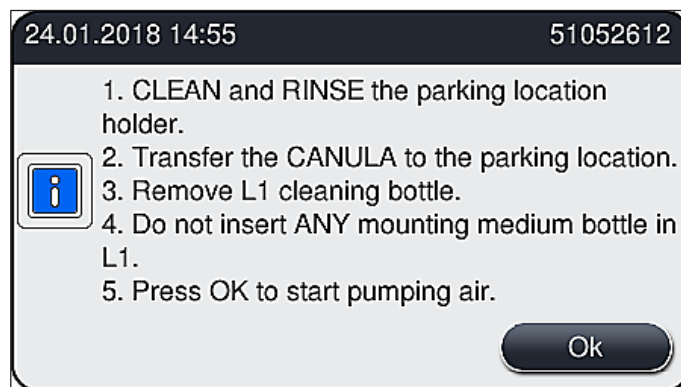 24.01.2018 14:55 51052612
1. CLEAN and RINSE the parking location
holder.
2. Transfer the CANULA to the parking location.
3. Remove L1 cleaning bottle.
4. Do not insert ANY mounting medium bottle in
L1.
5. Press OK to start pumping air.
Ok